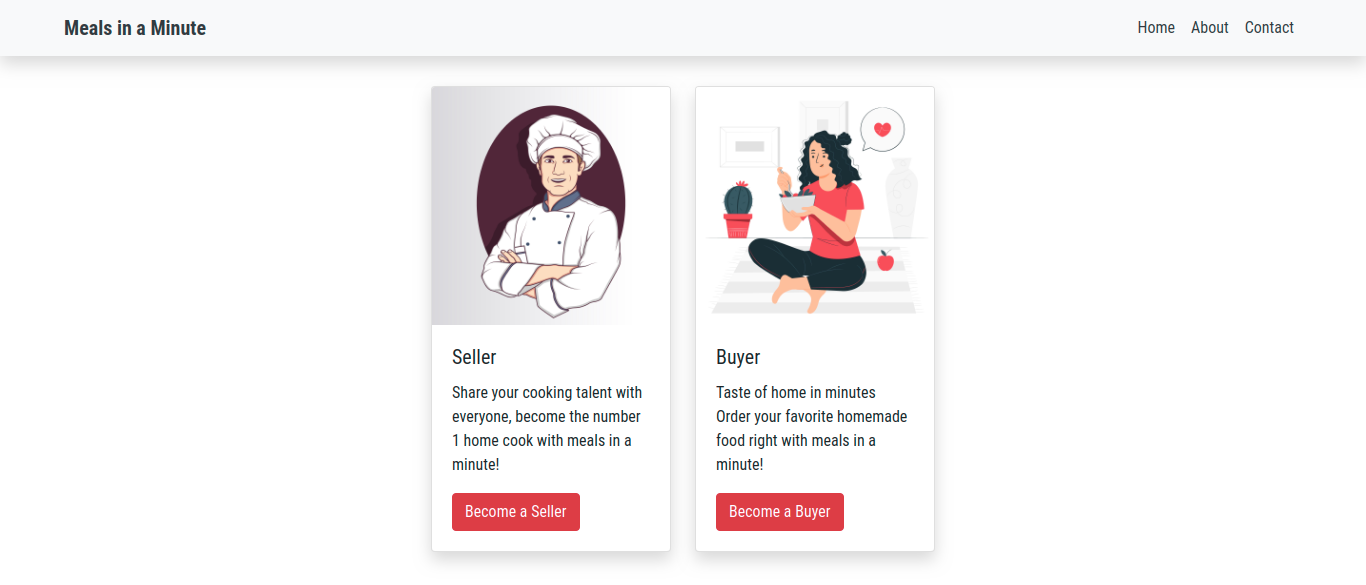 Meals in a Minute
Home About Contact
Seller
Share your cooking talent with
everyone, become the number
1 home cook with meals in a
minute!
Become a Seller
Buyer
Taste of home in minutes
Order your favorite homemade
food right with meals in a
minute!
Become a Buyer